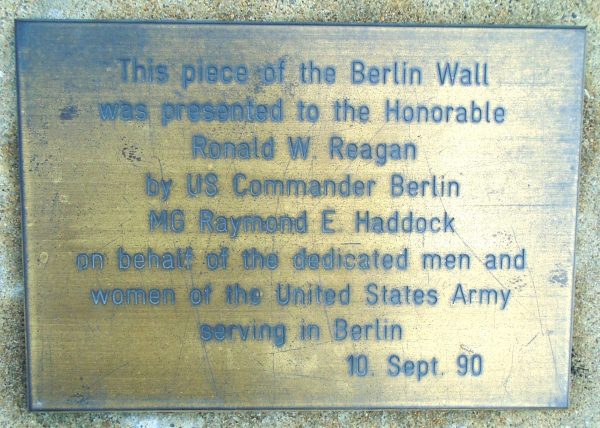 This piece of the Berlin Wall
was presented to the Honorable
Ronald W. Reagan
by US Commander Berlin
MG Raymond E. Haddock
on behalf of the dedicated men and
women of the United States Army
serving in Berlin
10. Sept. 90